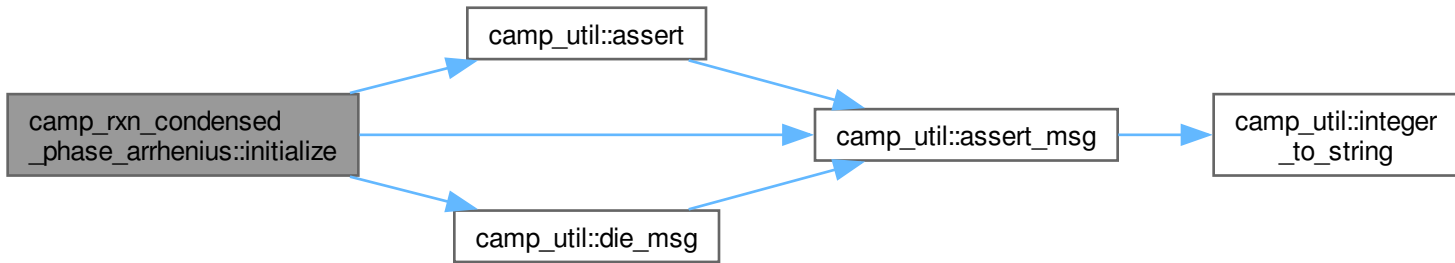 camp_util::assert
camp_rxn_condensed
_phase_arrhenius::initialize
camp_util::assert_msg
camp_util::integer
_to_string
camp_util::die_msg